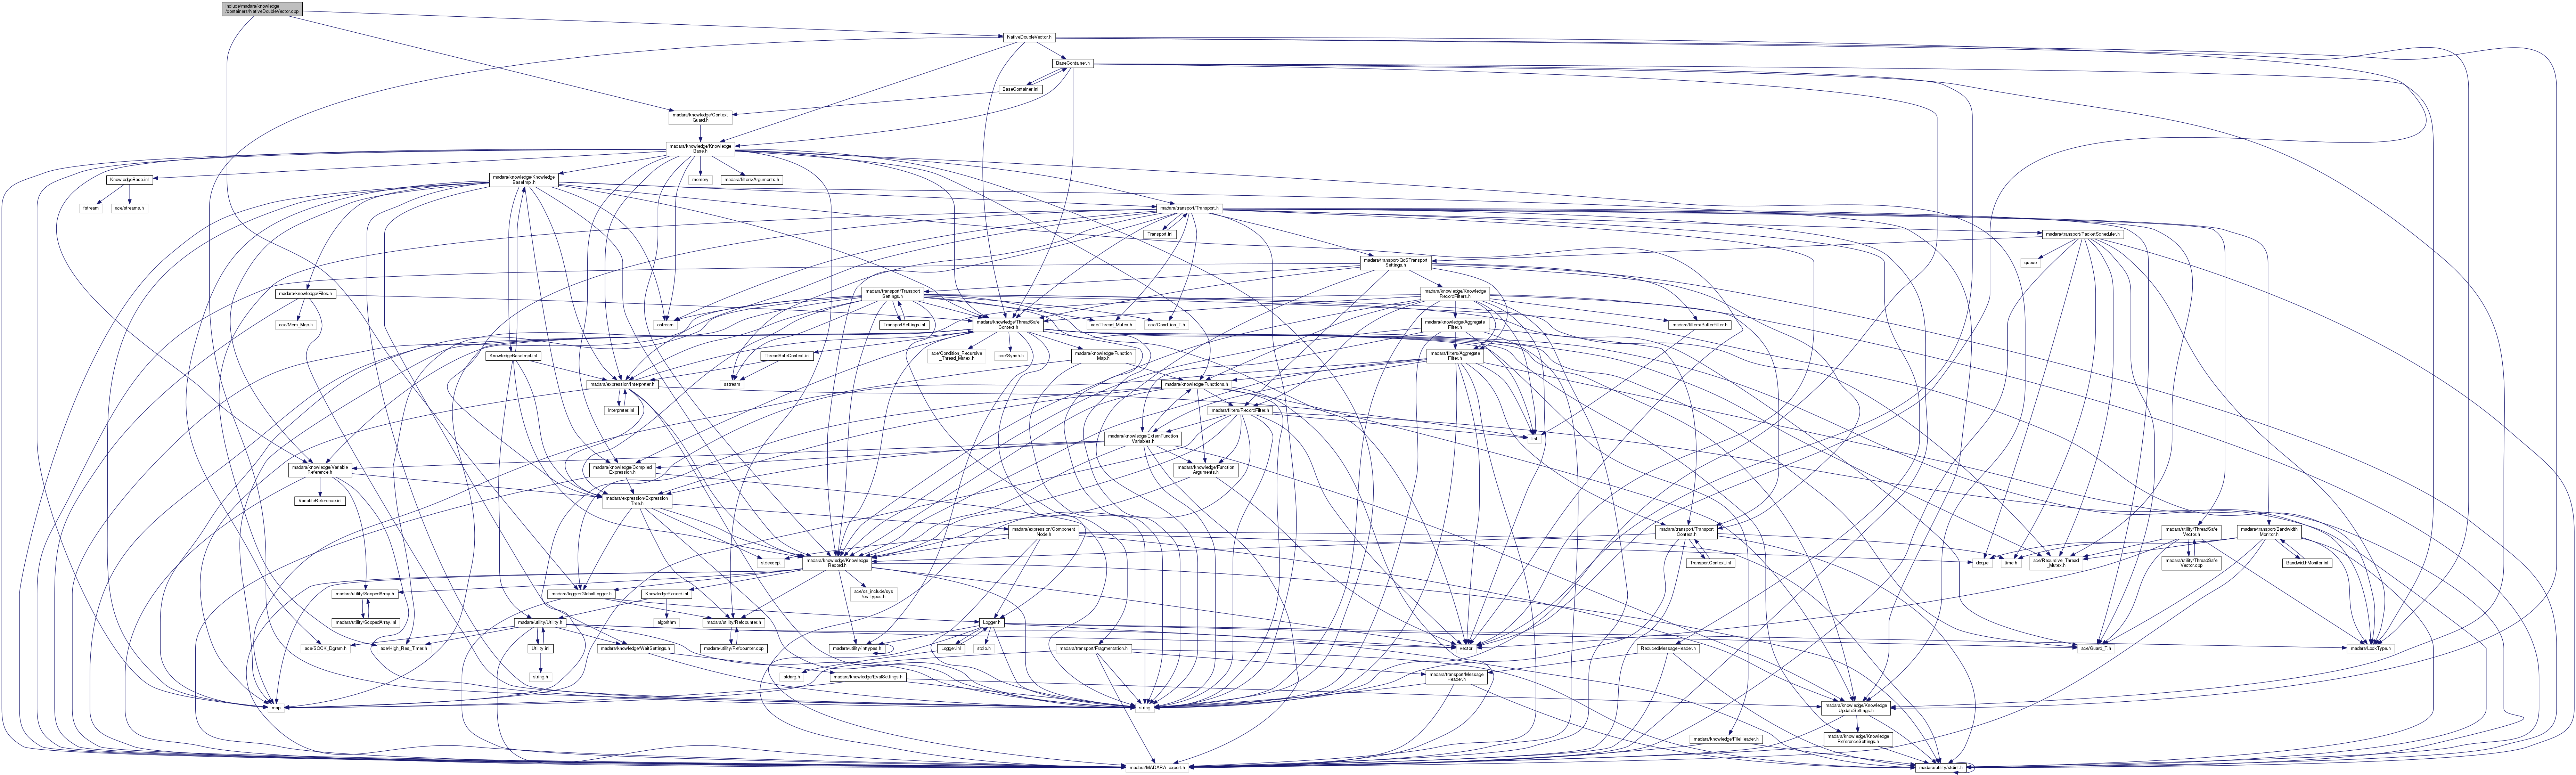 include/madara/knowledge
/containers/NativeDoubleVector.cpp
NativeDoubleVector.h
BaseContainer.h
BaseContainer.inl
madara/knowledge/Context
Guard.h
madara/knowledge/Knowledge
Base.h
KnowledgeBase.inl
madara/knowledge/Knowledge
BaseImpl.h
memory
madara/filters/Arguments.h
fstream
ace/streams.h
madara/transport/Transport.h
Transport.inl
madara/transport/PacketScheduler.h
queue
madara/transport/QoSTransport
Settings.h
madara/knowledge/Files.h
madara/transport/Transport
Settings.h
madara/knowledge/Knowledge
RecordFilters.h
ace/Mem_Map.h
ostream
TransportSettings.inl
madara/knowledge/ThreadSafe
Context.h
ace/Thread_Mutex.h
ace/Condition_T.h
madara/knowledge/Aggregate
Filter.h
madara/filters/BufferFilter.h
KnowledgeBaseImpl.inl
ThreadSafeContext.inl
ace/Condition_Recursive
_Thread_Mutex.h
ace/Synch.h
madara/knowledge/Function
Map.h
madara/filters/Aggregate
Filter.h
madara/expression/Interpreter.h
sstream
madara/knowledge/Functions.h
Interpreter.inl
madara/filters/RecordFilter.h
madara/knowledge/ExternFunction
Variables.h
list
madara/knowledge/Variable
Reference.h
madara/knowledge/Compiled
Expression.h
madara/knowledge/Function
Arguments.h
VariableReference.inl
madara/expression/Expression
Tree.h
madara/expression/Component
Node.h
madara/transport/Transport
Context.h
madara/utility/ThreadSafe
Vector.h
madara/transport/Bandwidth
Monitor.h
stdexcept
madara/knowledge/Knowledge
Record.h
TransportContext.inl
deque
time.h
ace/Recursive_Thread
_Mutex.h
madara/utility/ThreadSafe
Vector.cpp
BandwidthMonitor.inl
madara/utility/ScopedArray.h
madara/logger/GlobalLogger.h
KnowledgeRecord.inl
ace/os_include/sys
/os_types.h
madara/utility/ScopedArray.inl
madara/utility/Utility.h
algorithm
madara/utility/Refcounter.h
Logger.h
ace/SOCK_Dgram.h
ace/High_Res_Timer.h
Utility.inl
madara/knowledge/WaitSettings.h
madara/utility/Refcounter.cpp
madara/utility/inttypes.h
Logger.inl
stdio.h
madara/transport/Fragmentation.h
vector
ReducedMessageHeader.h
ace/Guard_T.h
madara/LockType.h
string.h
stdarg.h
madara/knowledge/EvalSettings.h
madara/transport/Message
Header.h
map
string
madara/knowledge/Knowledge
UpdateSettings.h
madara/knowledge/FileHeader.h
madara/knowledge/Knowledge
ReferenceSettings.h
madara/MADARA_export.h
madara/utility/stdint.h